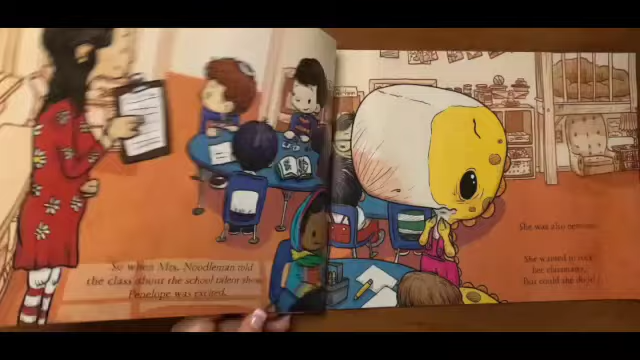 So when Mrs. Noodleman told
the class about the school talent show,
Penelope was excited.
She was also nervous.
She wanted to rock
her classmates,
But could she do it?